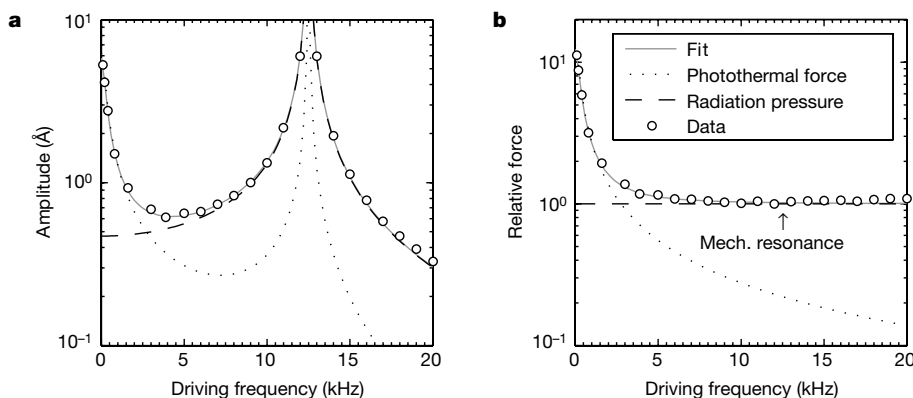 a
10¹
10⁰
10⁻¹
Amplitude (Å)
0 5 10 15 20
Driving frequency (kHz)
b
10¹
10⁰
10⁻¹
Relative force
Fit
Photothermal force
Radiation pressure
Data
Mech. resonance
0 5 10 15 20
Driving frequency (kHz)